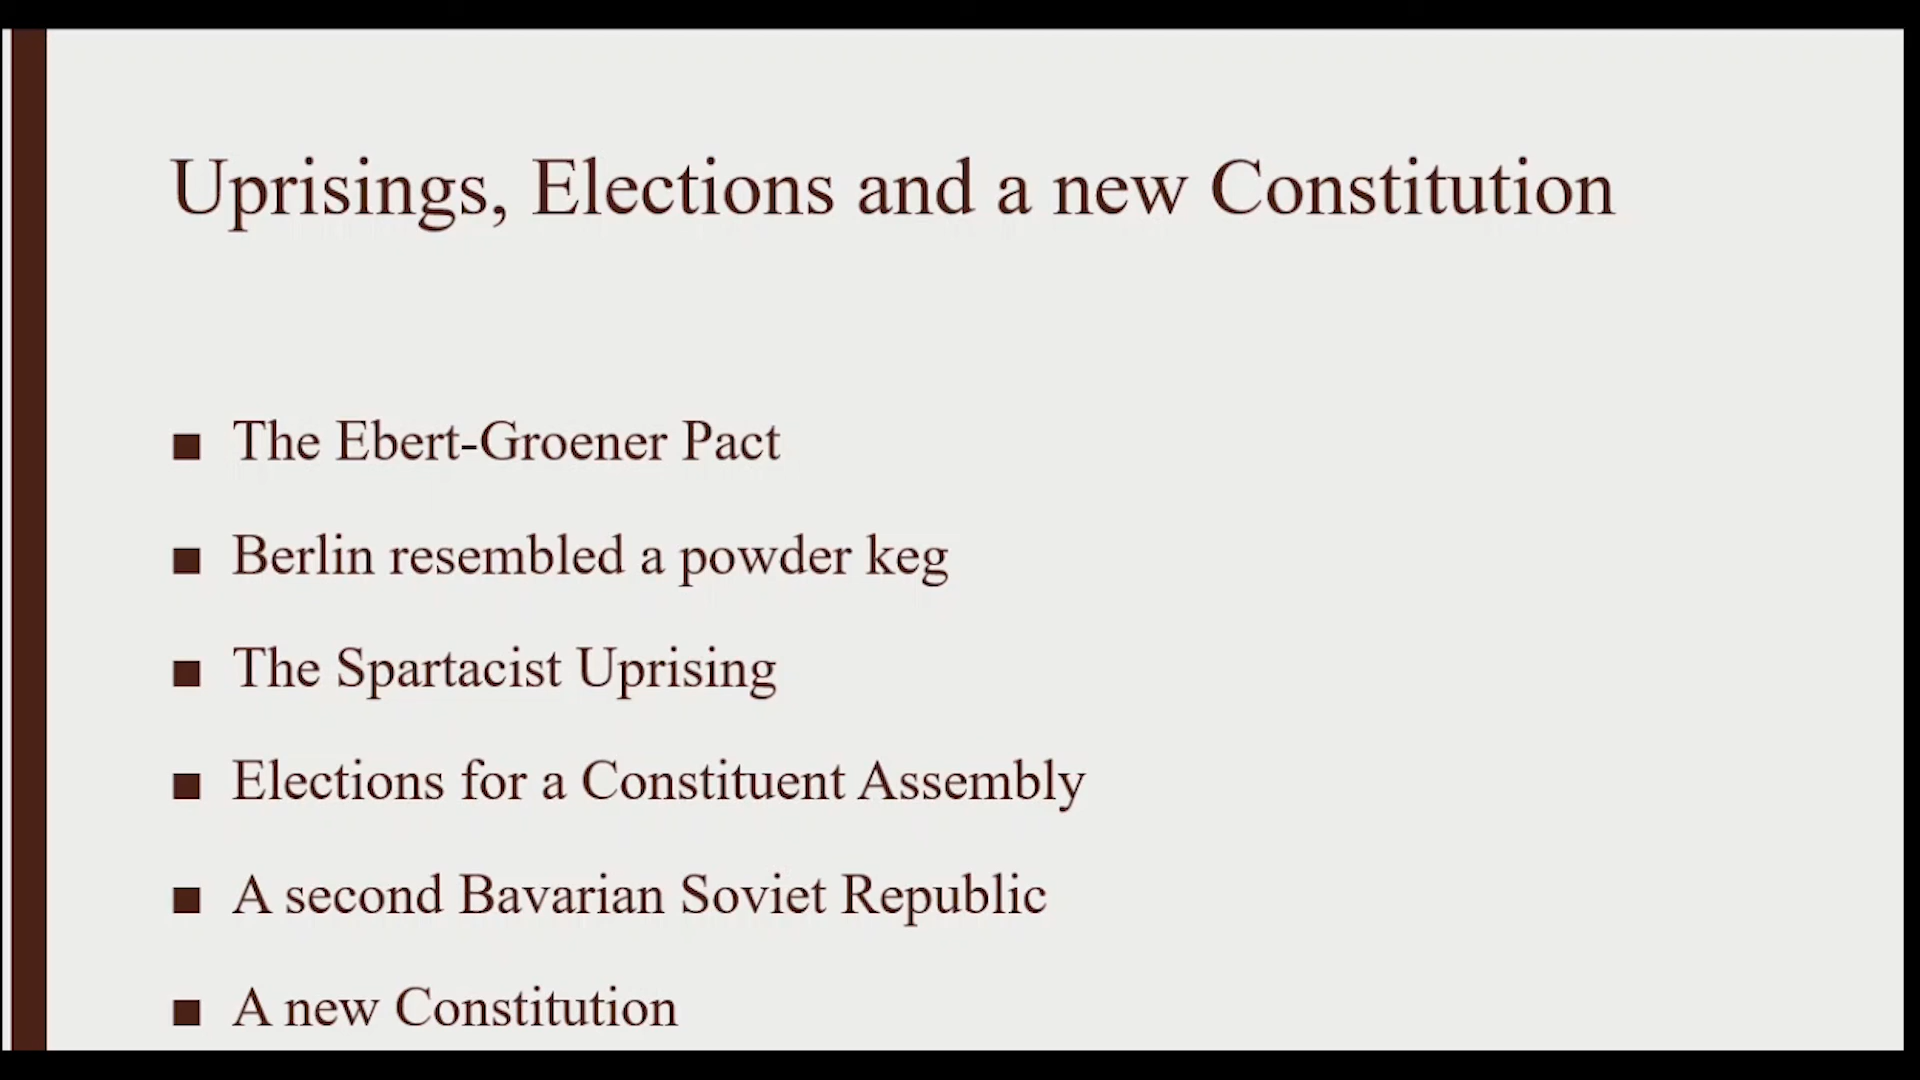 Uprisings, Elections and a new Constitution
■ The Ebert-Groener Pact
■ Berlin resembled a powder keg
■ The Spartacist Uprising
■ Elections for a Constituent Assembly
■ A second Bavarian Soviet Republic
■ A new Constitution